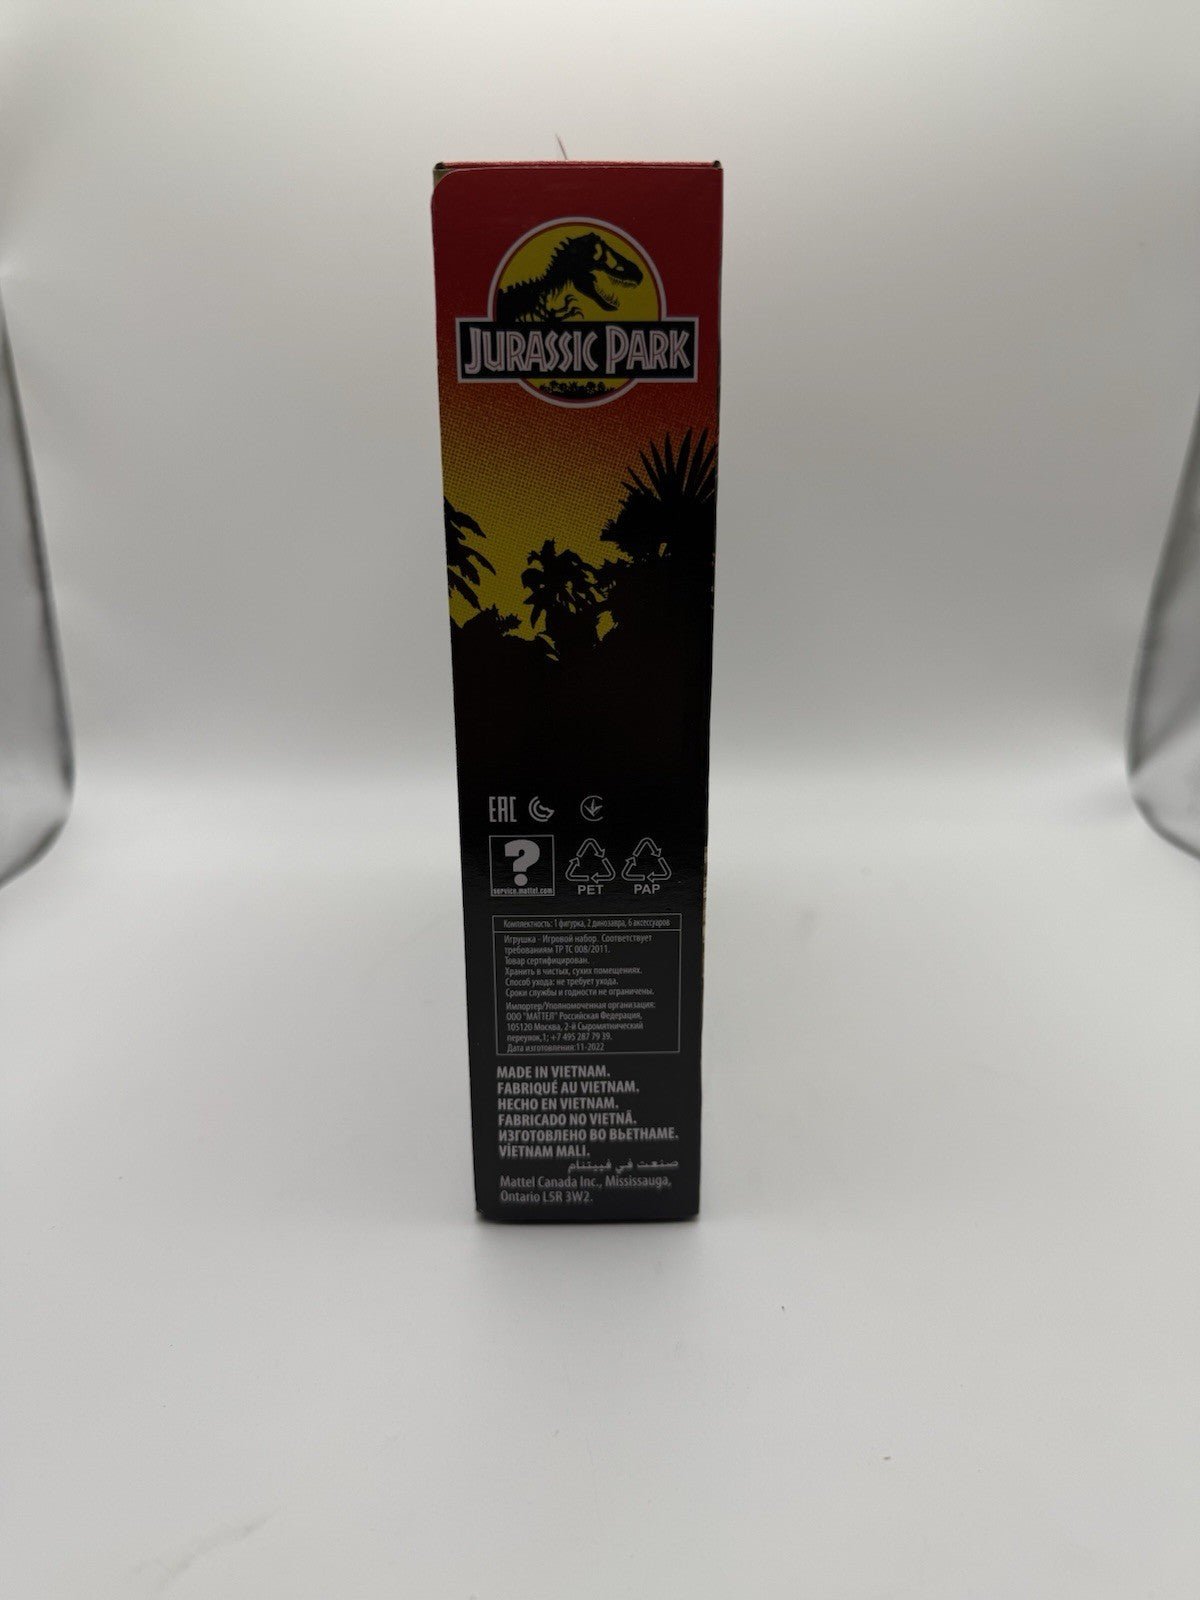 JURASSIC PARK
EAC
?
service.mattel.com
PET
PAP
Комплектность: 1 фигурка, 2 динозавра, 6 аксессуаров
Игрушка - Игровой набор. Соответствует
требованиям ТР ТС 008/2011.
Товар сертифицирован.
Хранить в чистых, сухих помещениях.
Способ ухода: не требует ухода.
Сроки службы и годности не ограничены.
Импортер/Уполномоченная организация:
ООО "МАТТЕЛ" Российская Федерация,
105120 Москва, 2-й Сыромятнический
переулок,1; +7 495 287 79 39.
Дата изготовления:11-2022
MADE IN VIETNAM.
FABRIQUÉ AU VIETNAM.
HECHO EN VIETNAM.
FABRICADO NO VIETNÃ.
ИЗГОТОВЛЕНО ВО ВЬЕТНАМЕ.
VİETNAM MALI.
صنعت في فييتنام
Mattel Canada Inc., Mississauga,
Ontario L5R 3W2.